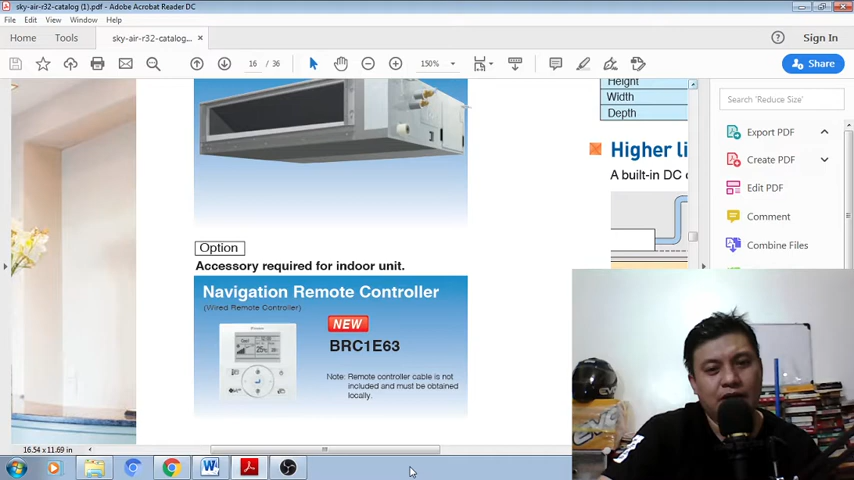 sky-air-r32-catalog (1).pdf - Adobe Acrobat Reader DC
File Edit View Window Help
Home Tools sky-air-r32-catalog... × Sign In
16 / 36 150% Share
Height
Width
Depth
Search 'Reduce Size'
Export PDF
Higher li
A built-in DC
Create PDF
Edit PDF
Comment
Combine Files
Option
Accessory required for indoor unit.
Navigation Remote Controller
(Wired Remote Controller)
NEW
BRC1E63
Note: Remote controller cable is not
included and must be obtained
locally.
16.54 x 11.69 in